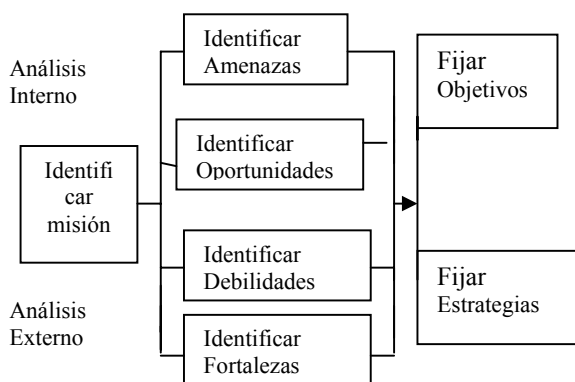 Análisis
Interno
Identifi
car
misión
Análisis
Externo
Identificar
Amenazas
Identificar
Oportunidades
Identificar
Debilidades
Identificar
Fortalezas
Fijar
Objetivos
Fijar
Estrategias